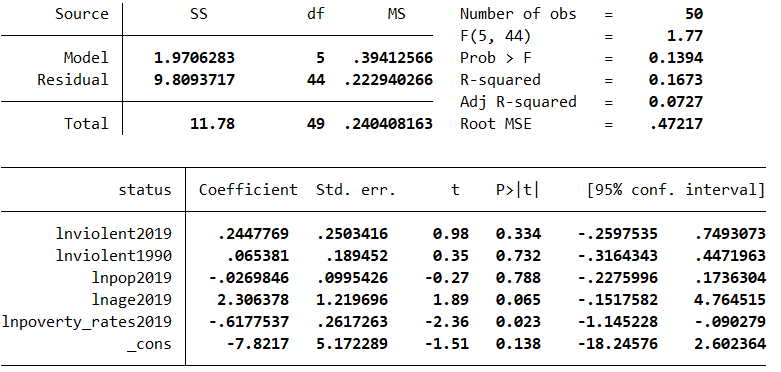 Source SS df MS Number of obs = 50
F(5, 44) = 1.77
Model 1.9706283 5 .39412566 Prob > F = 0.1394
Residual 9.8093717 44 .222940266 R-squared = 0.1673
Adj R-squared = 0.0727
Total 11.78 49 .240408163 Root MSE = .47217
status Coefficient Std. err. t P>|t| [95% conf. interval]
lnviolent2019 .2447769 .2503416 0.98 0.334 -.2597535 .7493073
lnviolent1990 .065381 .189452 0.35 0.732 -.3164343 .4471963
lnpop2019 -.0269846 .0995426 -0.27 0.788 -.2275996 .1736304
lnage2019 2.306378 1.219696 1.89 0.065 -.1517582 4.764515
lnpoverty_rates2019 -.6177537 .2617263 -2.36 0.023 -1.145228 -.090279
_cons -7.8217 5.172289 -1.51 0.138 -18.24576 2.602364